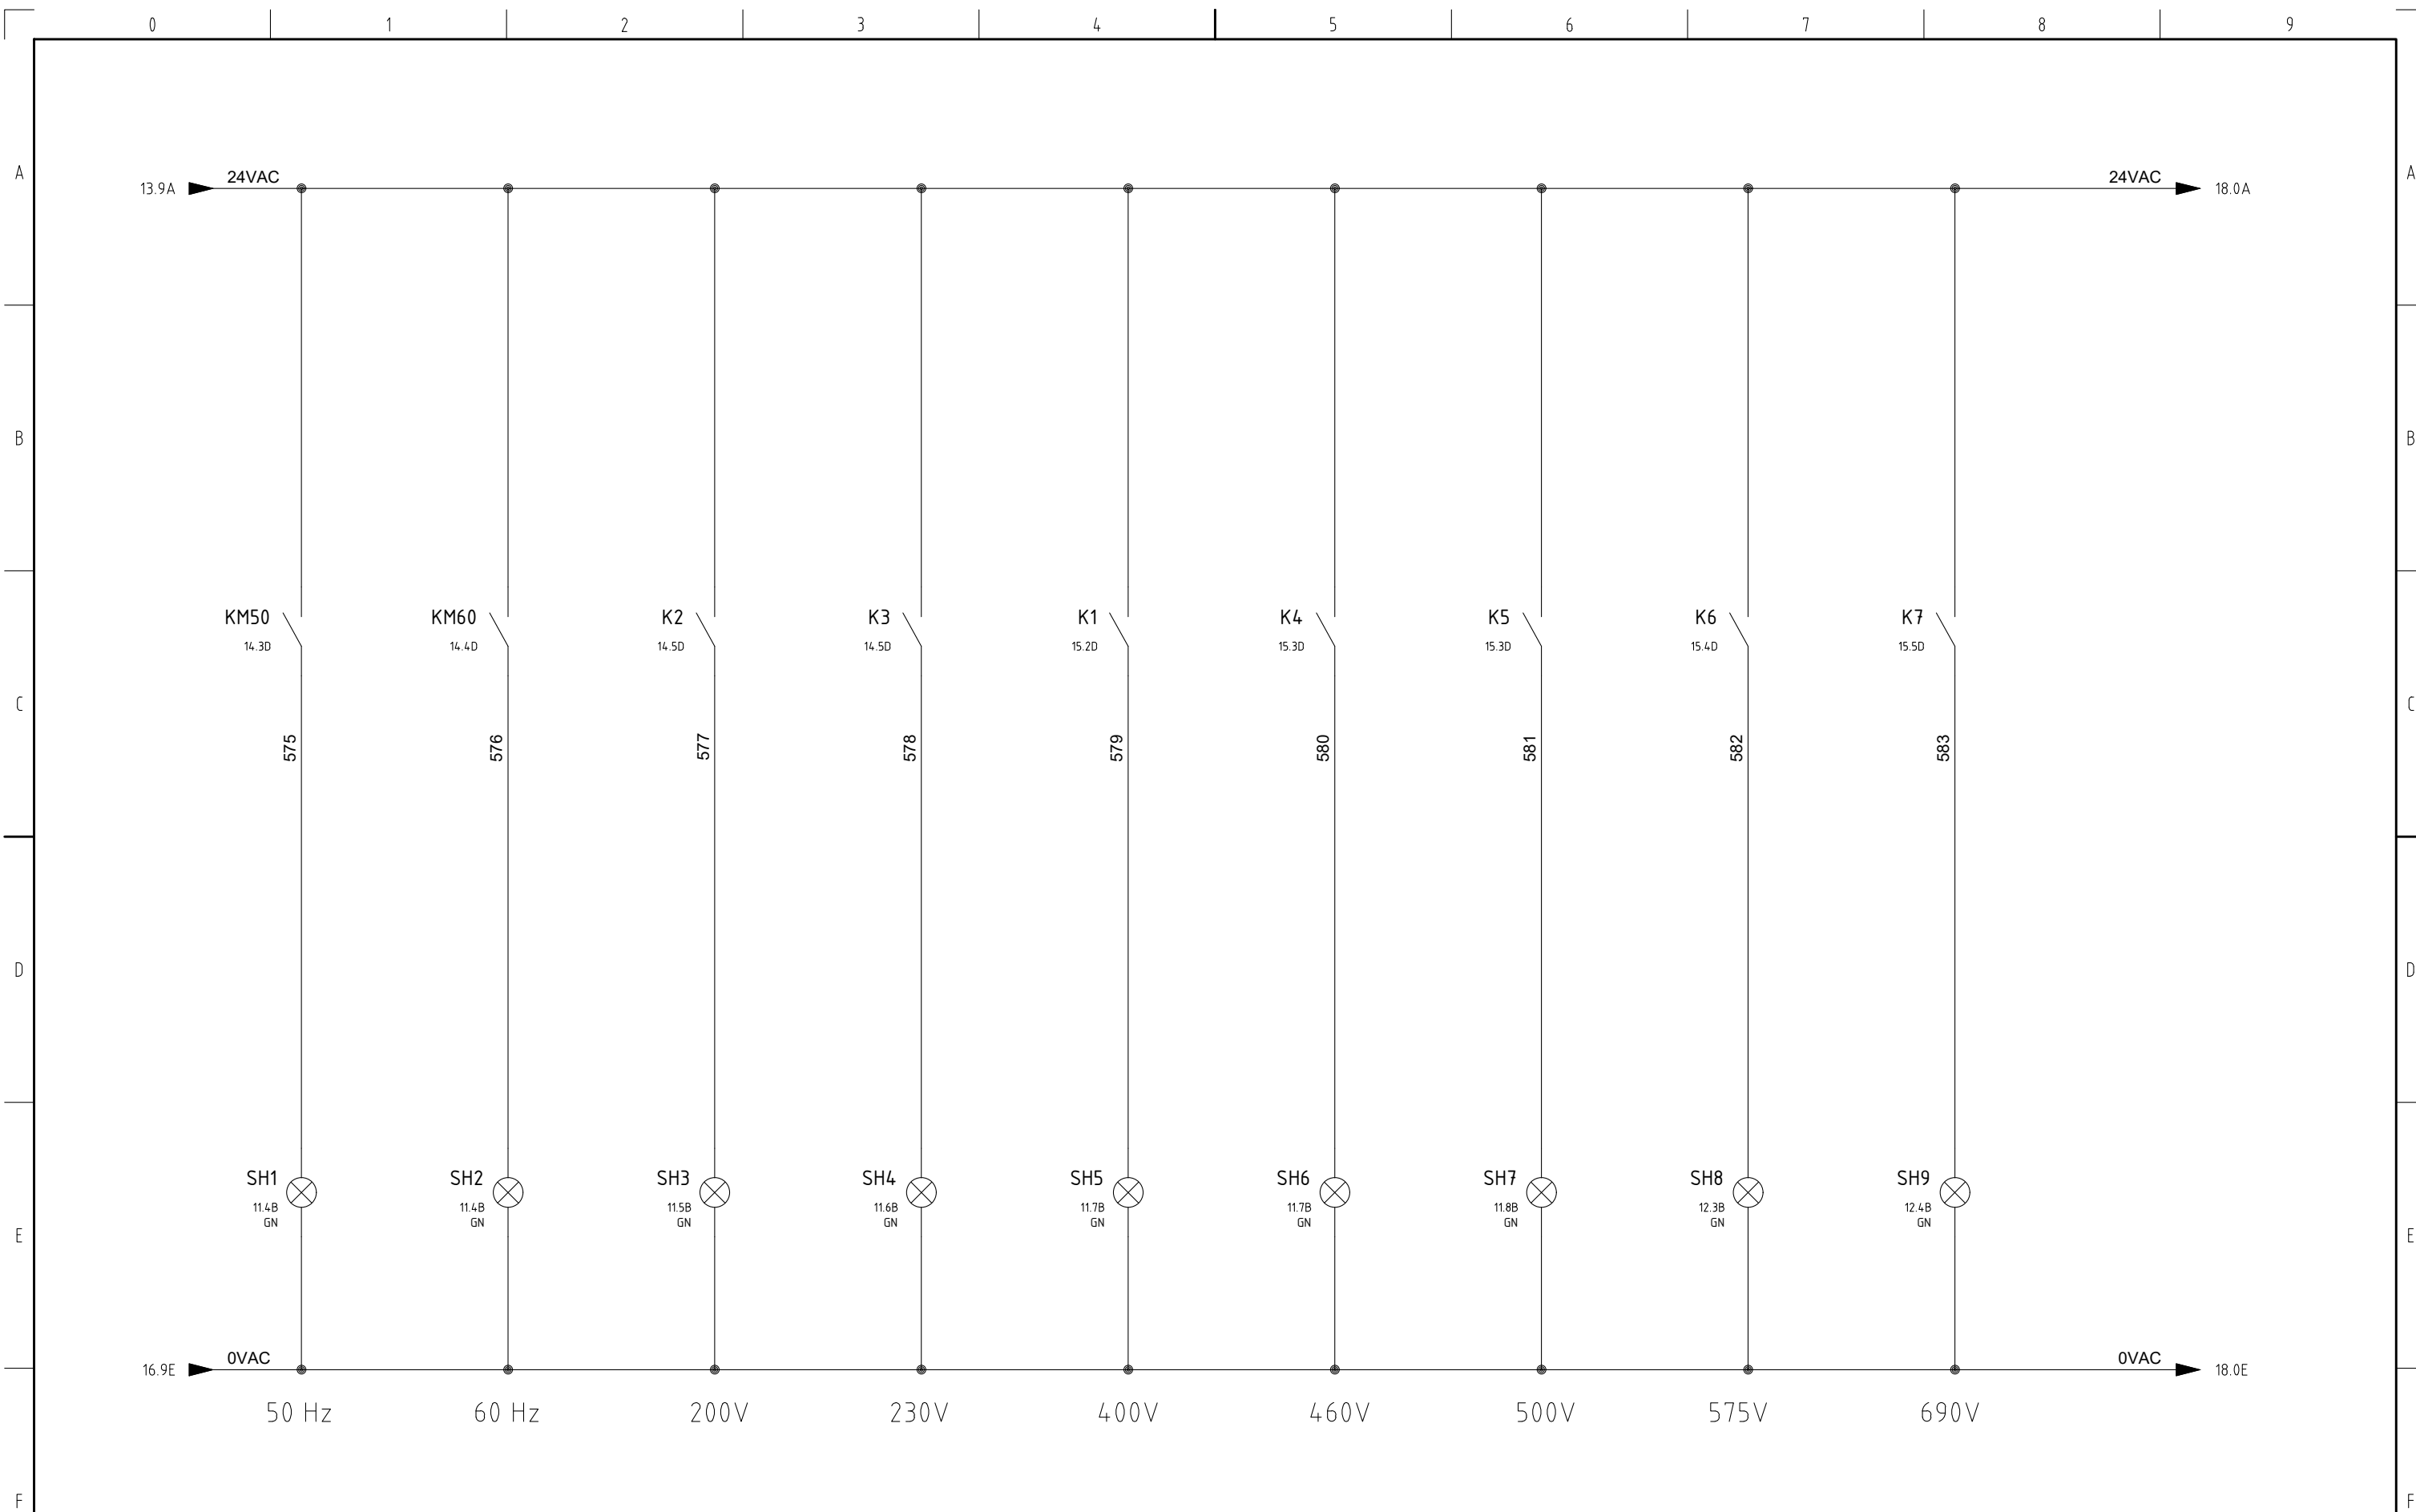 0 1 2 3 4 5 6 7 8 9
A A
24VAC 24VAC
13.9A 18.0A
B B
KM50 KM60 K2 K3 K1 K4 K5 K6 K7
14.3D 14.4D 14.5D 14.5D 15.2D 15.3D 15.3D 15.4D 15.5D
C C
575 576 577 578 579 580 581 582 583
D D
SH1 SH2 SH3 SH4 SH5 SH6 SH7 SH8 SH9
11.4B 11.4B 11.5B 11.6B 11.7B 11.7B 11.8B 12.3B 12.4B
GN GN GN GN GN GN GN GN GN
E E
0VAC 0VAC
16.9E 18.0E
50 Hz 60 Hz 200V 230V 400V 460V 500V 575V 690V
F F